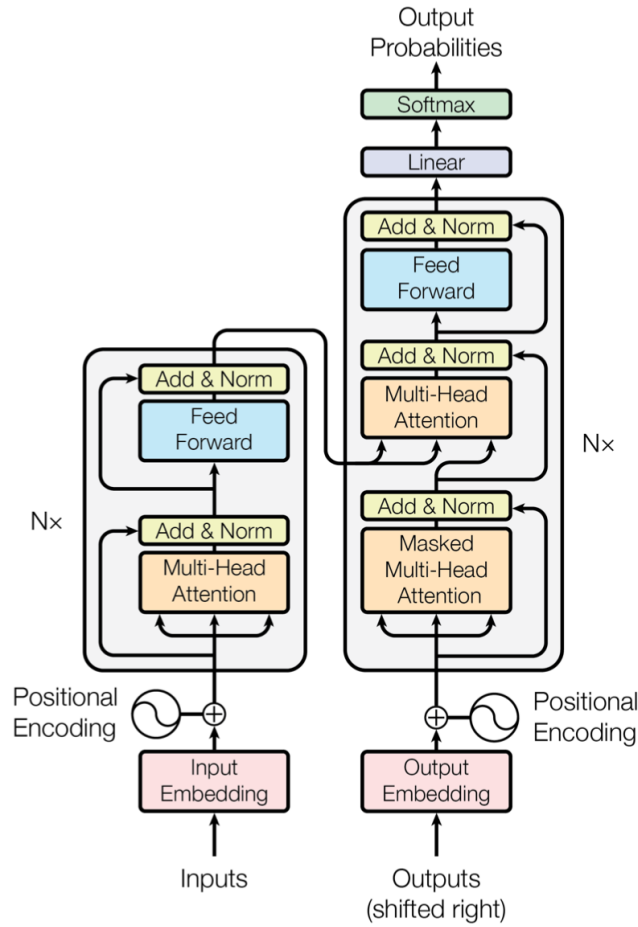 Output
Probabilities
Softmax
Linear
Add & Norm
Feed
Forward
Add & Norm
Multi-Head
Attention
Add & Norm
Masked
Multi-Head
Attention
N×
Add & Norm
Feed
Forward
Add & Norm
Multi-Head
Attention
N×
Positional
Encoding
Positional
Encoding
Input
Embedding
Output
Embedding
Inputs
Outputs
(shifted right)